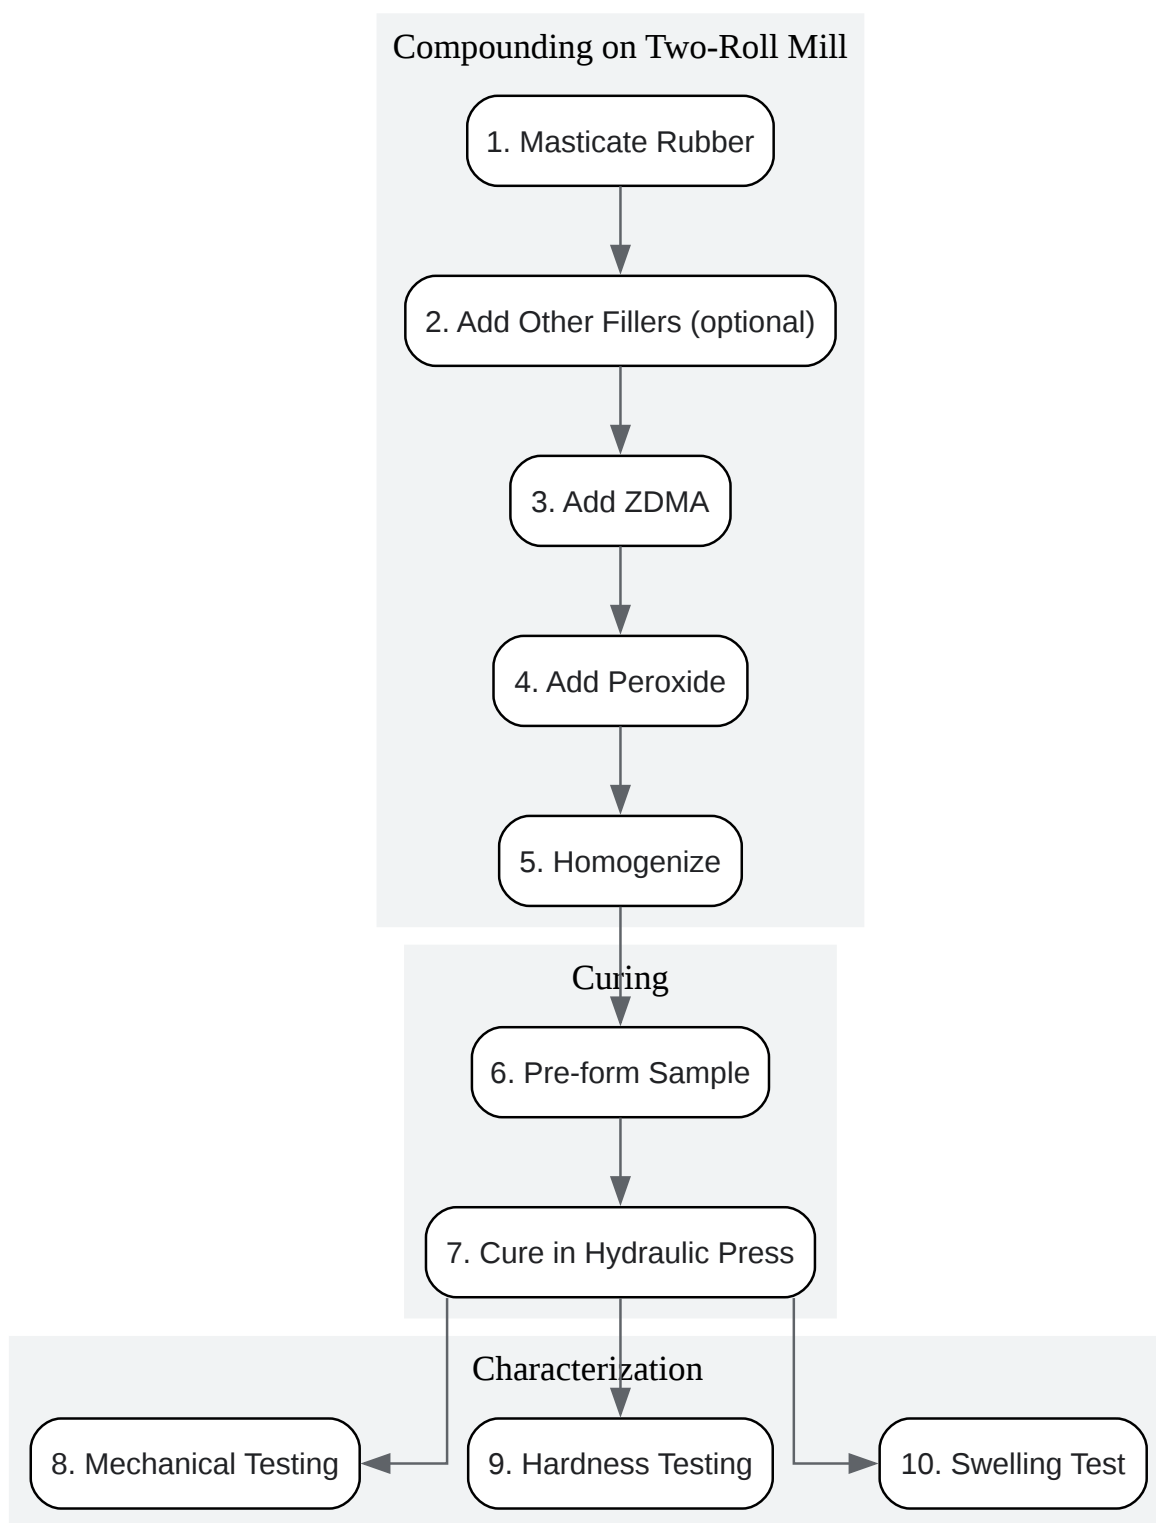 Compounding on Two-Roll Mill
1. Masticate Rubber
2. Add Other Fillers (optional)
3. Add ZDMA
4. Add Peroxide
5. Homogenize
Curing
6. Pre-form Sample
7. Cure in Hydraulic Press
Characterization
8. Mechanical Testing
9. Hardness Testing
10. Swelling Test